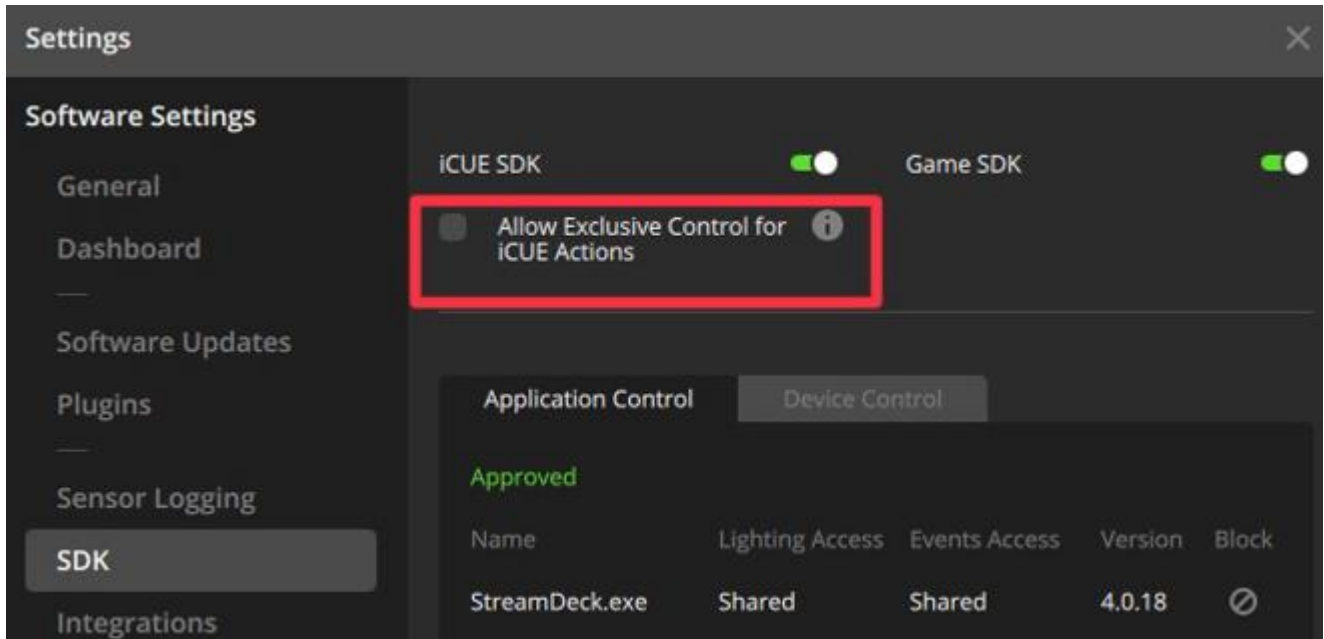 Settings
Software Settings
General
Dashboard
Software Updates
Plugins
Sensor Logging
SDK
Integrations
iCUE SDK
Game SDK
Allow Exclusive Control for
iCUE Actions
Application Control
Device Control
Approved
Name Lighting Access Events Access Version Block
StreamDeck.exe Shared Shared 4.0.18